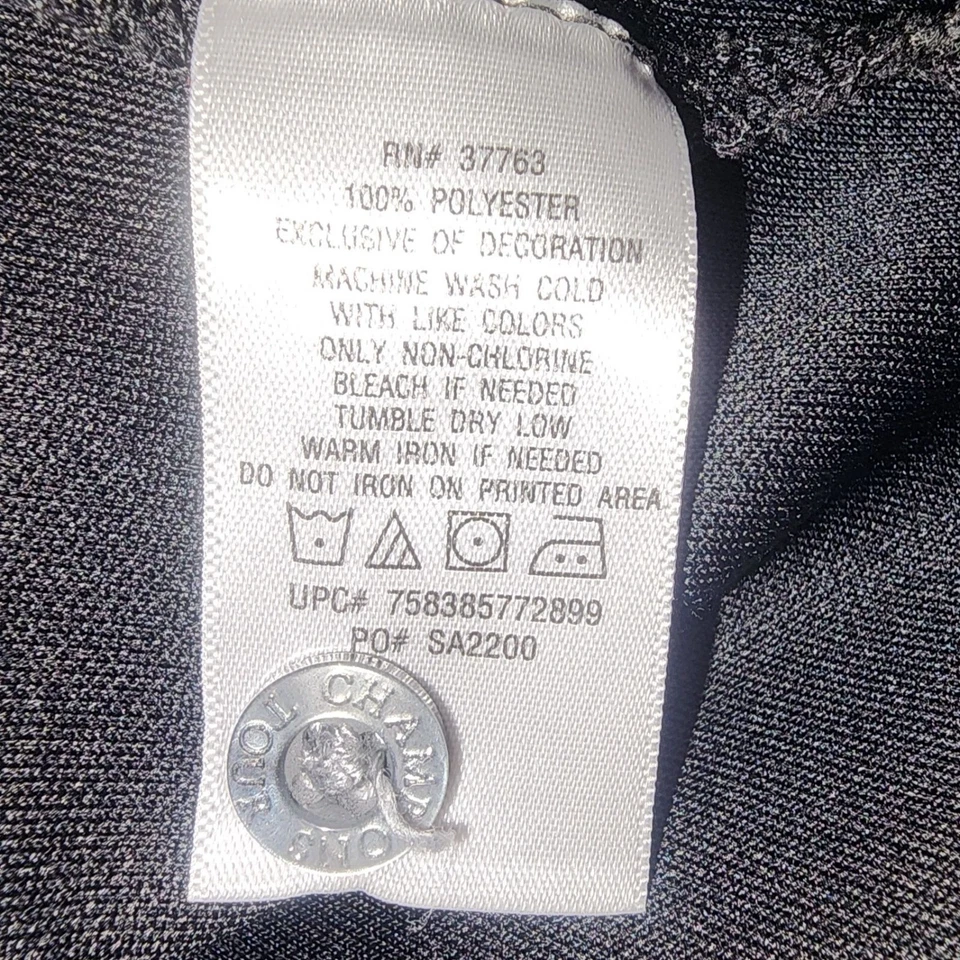 RN# 37763
100% POLYESTER
EXCLUSIVE OF DECORATION
MACHINE WASH COLD
WITH LIKE COLORS
ONLY NON-CHLORINE
BLEACH IF NEEDED
TUMBLE DRY LOW
WARM IRON IF NEEDED
DO NOT IRON ON PRINTED AREA
UPC# 758385772899
PO# SA2200
TOUR CHAMPIONS